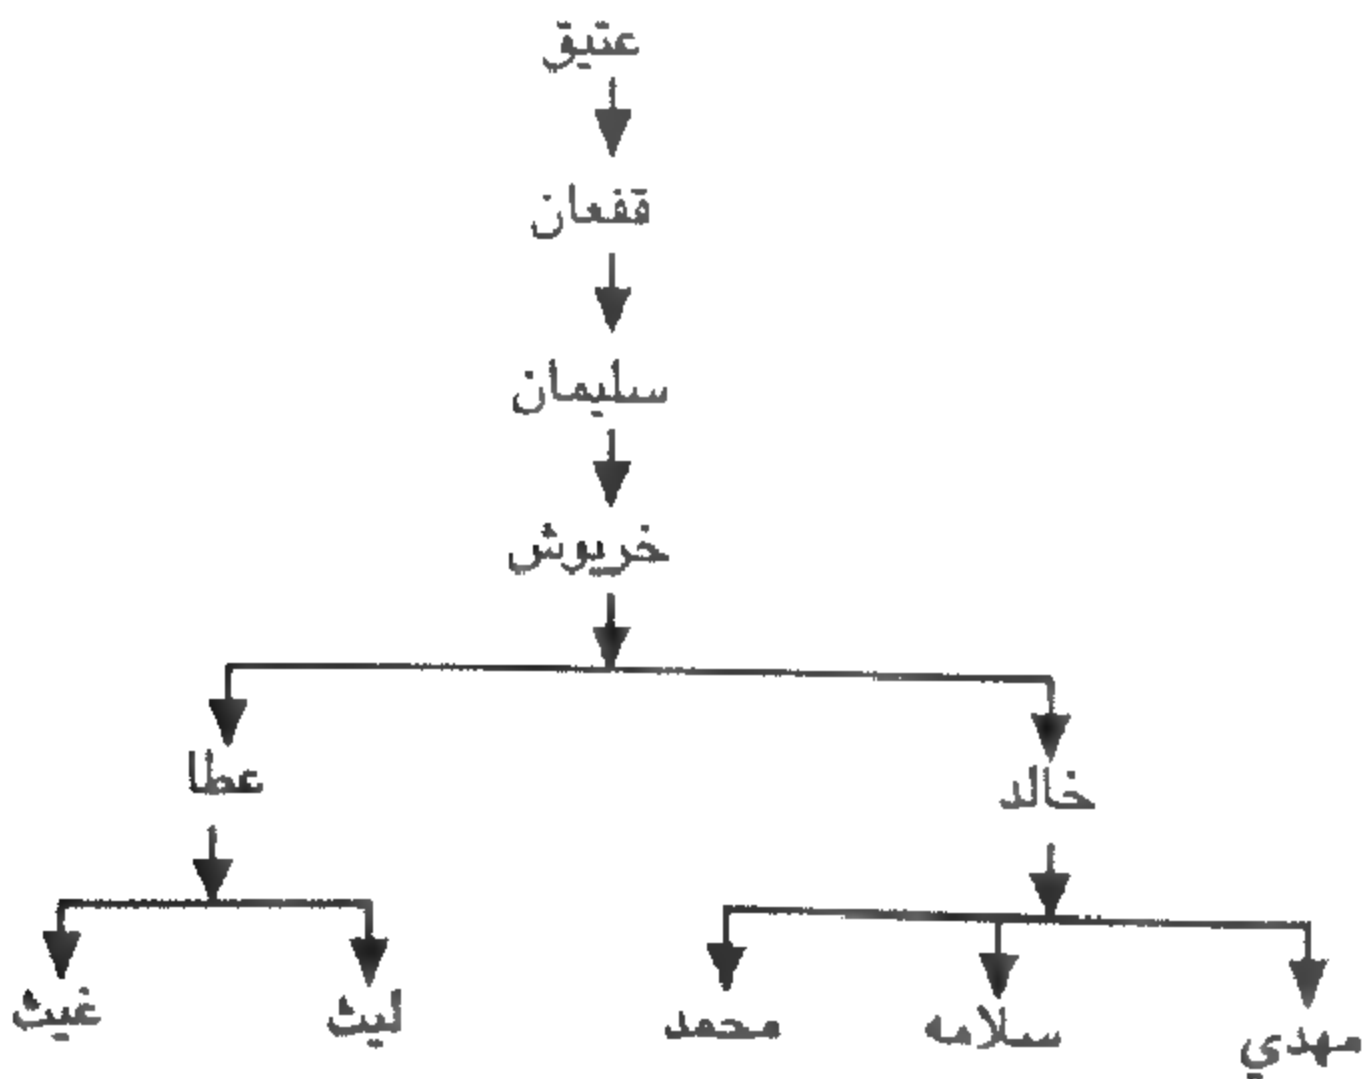 عتيق
قفعان
سليمان
خريوش
خالد عطا
مهدي سلامه محمد ليث غيث